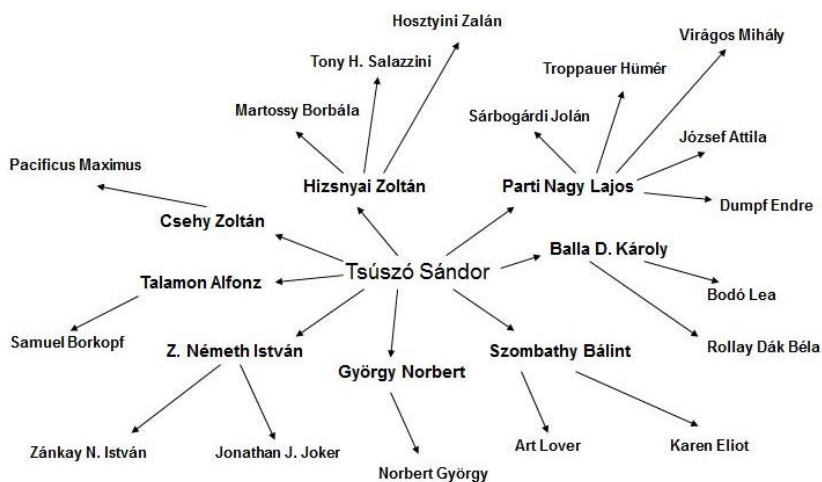 Hosztyini Zalán
Virágos Mihály
Tony H. Salazzini
Troppauer Hümér
Martossy Borbála
Sárbogárdi Jolán
József Attila
Pacificus Maximus
Hizsnyai Zoltán
Parti Nagy Lajos
Dumpf Endre
Csehy Zoltán
Balla D. Károly
Tsúszó Sándor
Talamon Alfonz
Bodó Lea
Samuel Borkopf
Z. Németh István
Szombathy Bálint
Rollay Dák Béla
György Norbert
Zánkay N. István
Jonathan J. Joker
Art Lover
Karen Eliot
Norbert György